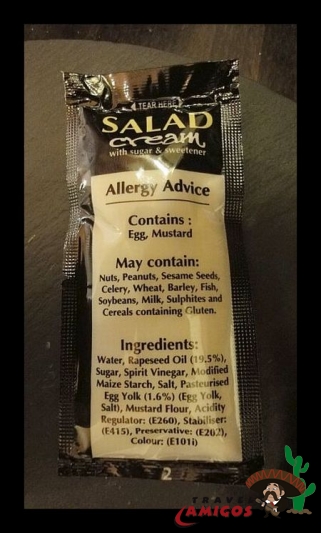 TEAR HERE
SALAD
cream
with sugar & sweetener
Allergy Advice
Contains :
Egg, Mustard
May contain:
Nuts, Peanuts, Sesame Seeds,
Celery, Wheat, Barley, Fish,
Soybeans, Milk, Sulphites and
Cereals containing Gluten.
Ingredients:
Water, Rapeseed Oil (19.5%),
Sugar, Spirit Vinegar, Modified
Maize Starch, Salt, Pasteurised
Egg Yolk (1.6%) (Egg Yolk,
Salt), Mustard Flour, Acidity
Regulator: (E260), Stabiliser:
(E415), Preservative: (E202),
Colour: (E101i)
2
TRAVEL
AMIGOS